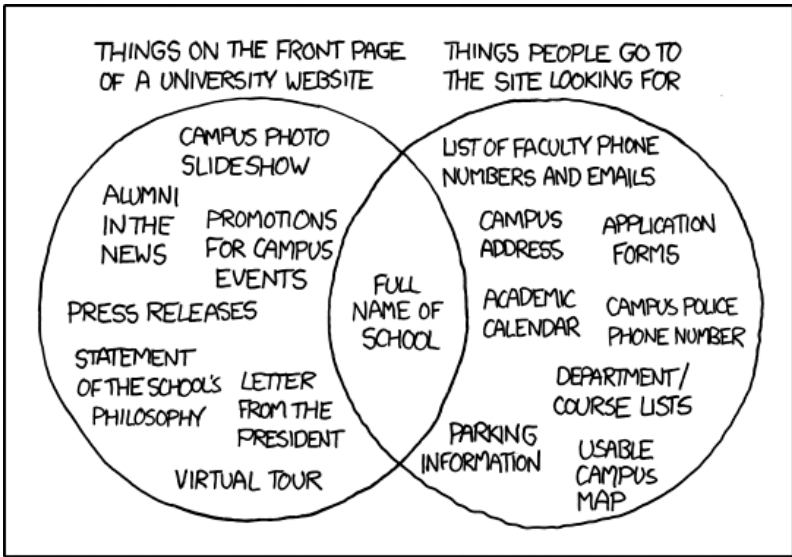 THINGS ON THE FRONT PAGE
OF A UNIVERSITY WEBSITE
THINGS PEOPLE GO TO
THE SITE LOOKING FOR
CAMPUS PHOTO
SLIDESHOW
ALUMNI
IN THE
NEWS
PROMOTIONS
FOR CAMPUS
EVENTS
PRESS RELEASES
STATEMENT
OF THE SCHOOL'S
PHILOSOPHY
LETTER
FROM THE
PRESIDENT
VIRTUAL TOUR
FULL
NAME OF
SCHOOL
LIST OF FACULTY PHONE
NUMBERS AND EMAILS
CAMPUS
ADDRESS
APPLICATION
FORMS
ACADEMIC
CALENDAR
CAMPUS POLICE
PHONE NUMBER
DEPARTMENT/
COURSE LISTS
PARKING
INFORMATION
USABLE
CAMPUS
MAP